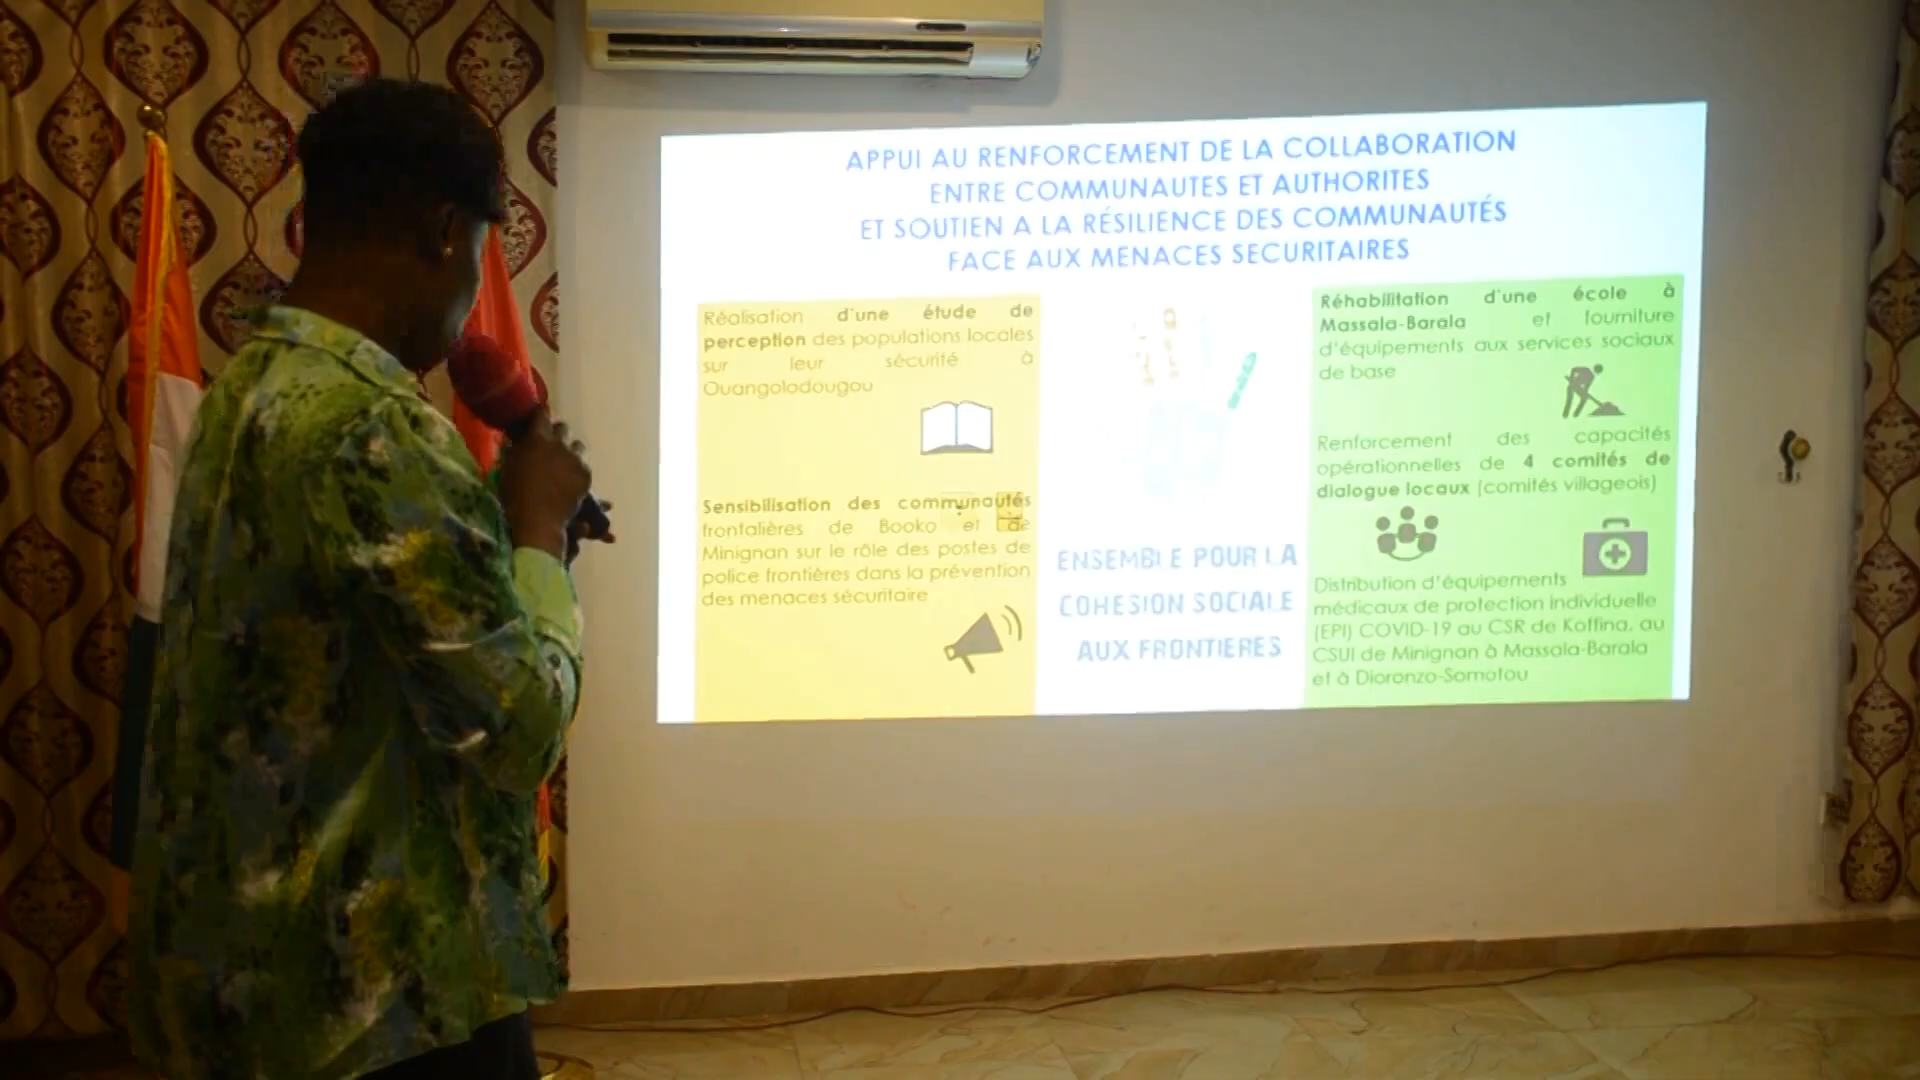 APPUI AU RENFORCEMENT DE LA COLLABORATION
ENTRE COMMUNAUTES ET AUTHORITES
ET SOUTIEN A LA RÉSILIENCE DES COMMUNAUTÉS
FACE AUX MENACES SECURITAIRES
Réalisation d'une étude de
perception des populations locales
sur leur sécurité à
Ouangolodougou
Sensibilisation des communautés
frontalières de Booko et de
Minignan sur le rôle des postes de
police frontières dans la prévention
des menaces sécuritaire
ENSEMBLE POUR LA
COHESION SOCIALE
AUX FRONTIERES
Réhabilitation d'une école à
Massala-Barala et fourniture
d'équipements aux services sociaux
de base
Renforcement des capacités
opérationnelles de 4 comités de
dialogue locaux (comités villageois)
Distribution d'équipements
médicaux de protection individuelle
(EPI) COVID-19 au CSR de Koffina, au
CSUI de Minignan à Massala-Barala
et à Dioronzo-Somotou